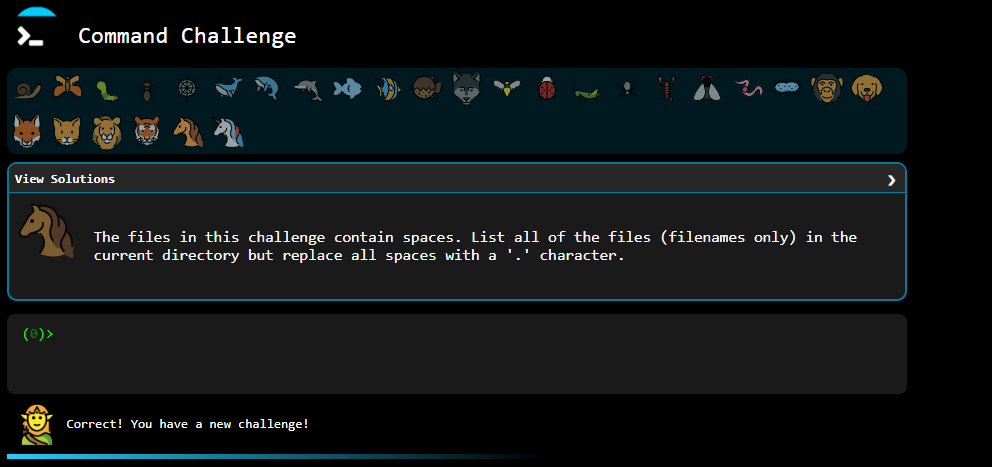 Command Challenge
View Solutions
The files in this challenge contain spaces. List all of the files (filenames only) in the
current directory but replace all spaces with a '.' character.
(0)>
Correct! You have a new challenge!